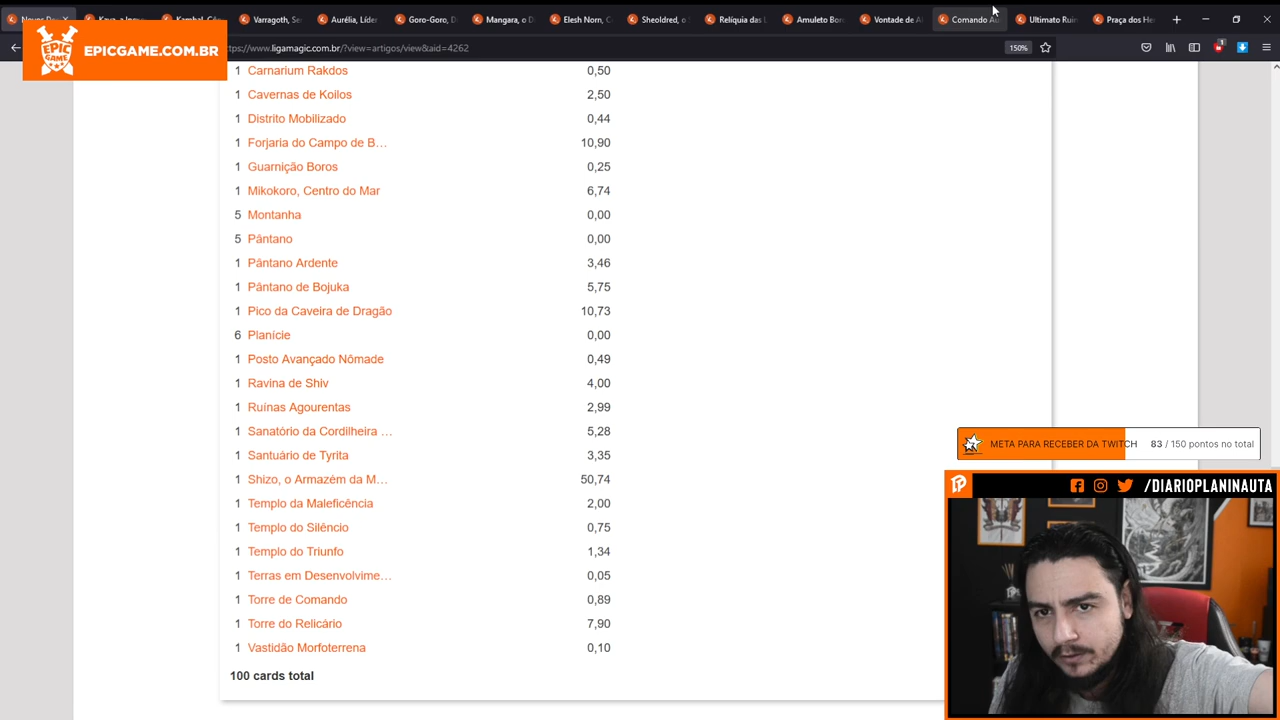 Varragoth, Se
Aurélia, Líder
Goro-Goro, D
Mangara, o D
Elesh Norn, C
Sheoldred, o S
Relíquia das L
Amuleto Bor
Vontade de A
Comando A
Ultimato Ruin
Praça dos He
EPIC GAME
EPICGAME.COM.BR
ttps://www.ligamagic.com.br/?view=artigos/view&aid=4262
150%
1
1 Carnarium Rakdos 0,50
1 Cavernas de Koilos 2,50
1 Distrito Mobilizado 0,44
1 Forjaria do Campo de B… 10,90
1 Guarnição Boros 0,25
1 Mikokoro, Centro do Mar 6,74
5 Montanha 0,00
5 Pântano 0,00
1 Pântano Ardente 3,46
1 Pântano de Bojuka 5,75
1 Pico da Caveira de Dragão 10,73
6 Planície 0,00
1 Posto Avançado Nômade 0,49
1 Ravina de Shiv 4,00
1 Ruínas Agourentas 2,99
1 Sanatório da Cordilheira … 5,28
1 Santuário de Tyrita 3,35
1 Shizo, o Armazém da M… 50,74
1 Templo da Maleficência 2,00
1 Templo do Silêncio 0,75
1 Templo do Triunfo 1,34
1 Terras em Desenvolvime… 0,05
1 Torre de Comando 0,89
1 Torre do Relicário 7,90
1 Vastidão Morfoterrena 0,10
100 cards total
META PARA RECEBER DA TWITCH 83 / 150 pontos no total
/DIARIOPLANINAUTA